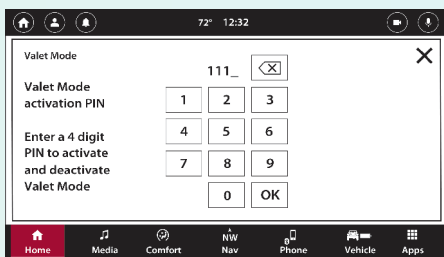 72° 12:32
Valet Mode
111_
Valet Mode
activation PIN
1 2 3
Enter a 4 digit
PIN to activate
and deactivate
Valet Mode
4 5 6
7 8 9
0 OK
NW
Home Media Comfort Nav Phone Vehicle Apps